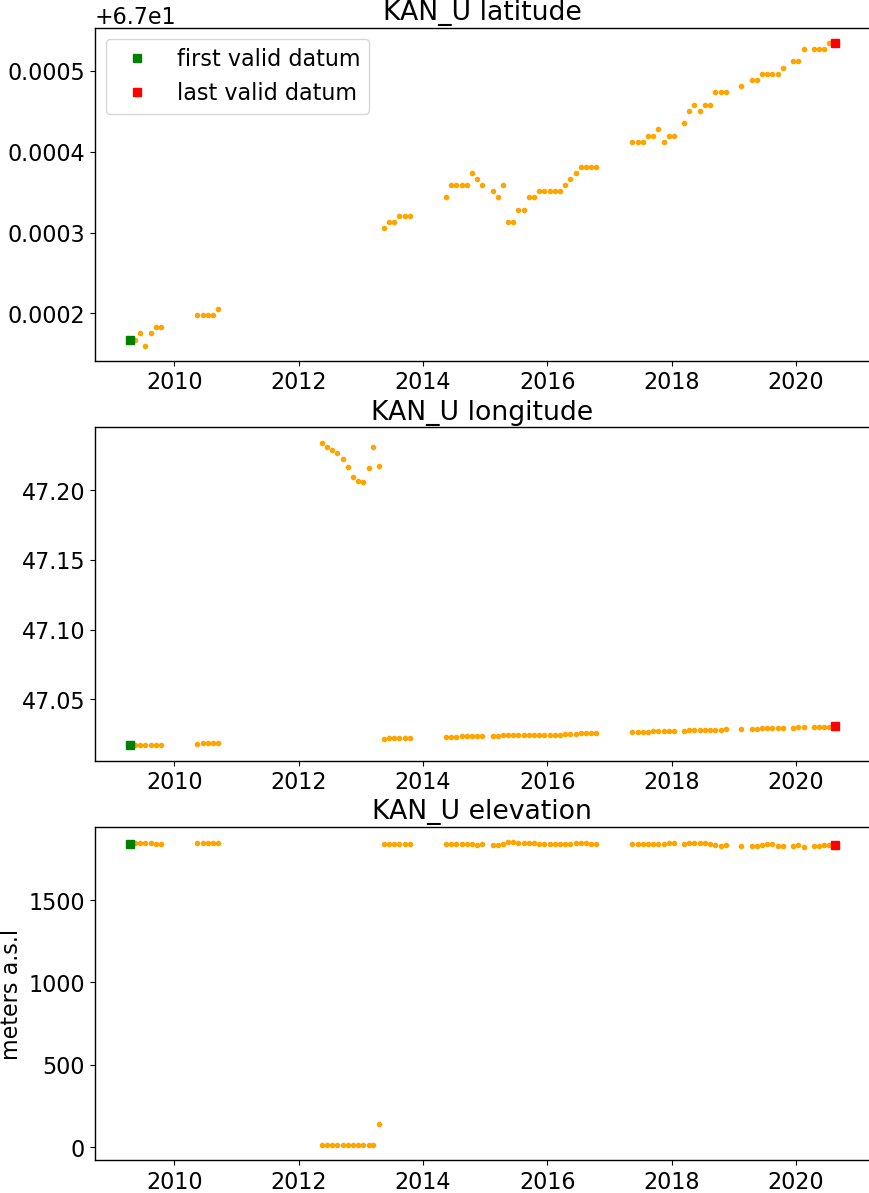 KAN_U latitude
+6.7e1
first valid datum
last valid datum
0.0005
0.0004
0.0003
0.0002
2010 2012 2014 2016 2018 2020
KAN_U longitude
47.20
47.15
47.10
47.05
2010 2012 2014 2016 2018 2020
KAN_U elevation
meters a.s.l
1500
1000
500
0
2010 2012 2014 2016 2018 2020